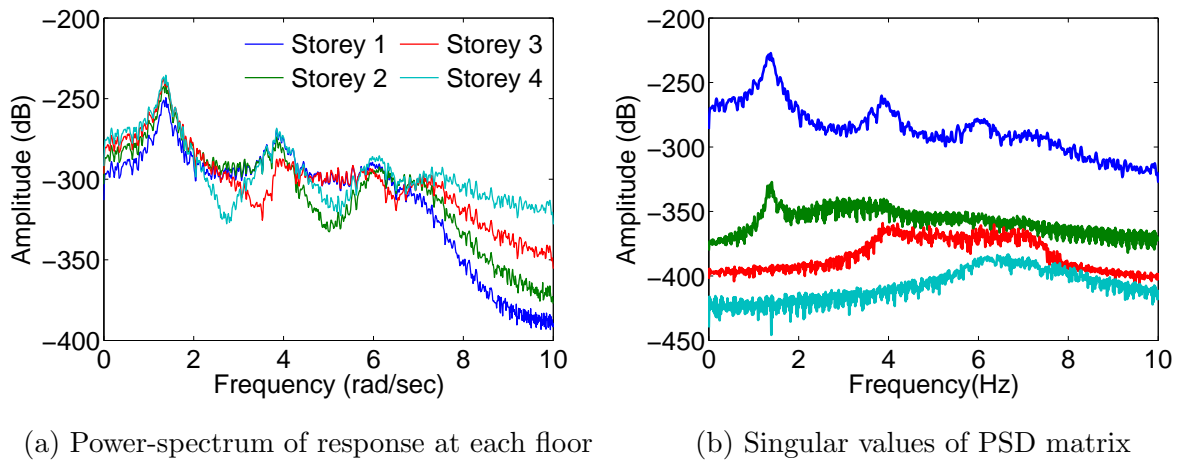 −200
−250
−300
−350
−400
Amplitude (dB)
Storey 1
Storey 2
Storey 3
Storey 4
0 2 4 6 8 10
Frequency (rad/sec)
(a) Power-spectrum of response at each floor
−200
−250
−300
−350
−400
−450
Amplitude (dB)
0 2 4 6 8 10
Frequency(Hz)
(b) Singular values of PSD matrix